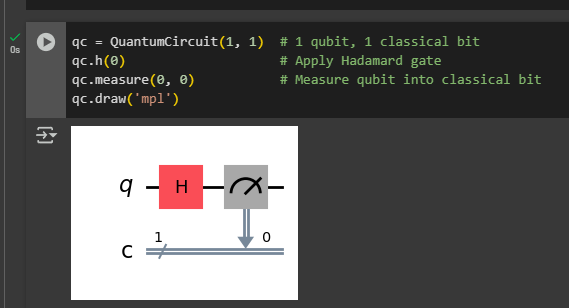 qc = QuantumCircuit(1, 1)  # 1 qubit, 1 classical bit
qc.h(0)                    # Apply Hadamard gate
qc.measure(0, 0)           # Measure qubit into classical bit
qc.draw('mpl')
0s
q H
1 0
c